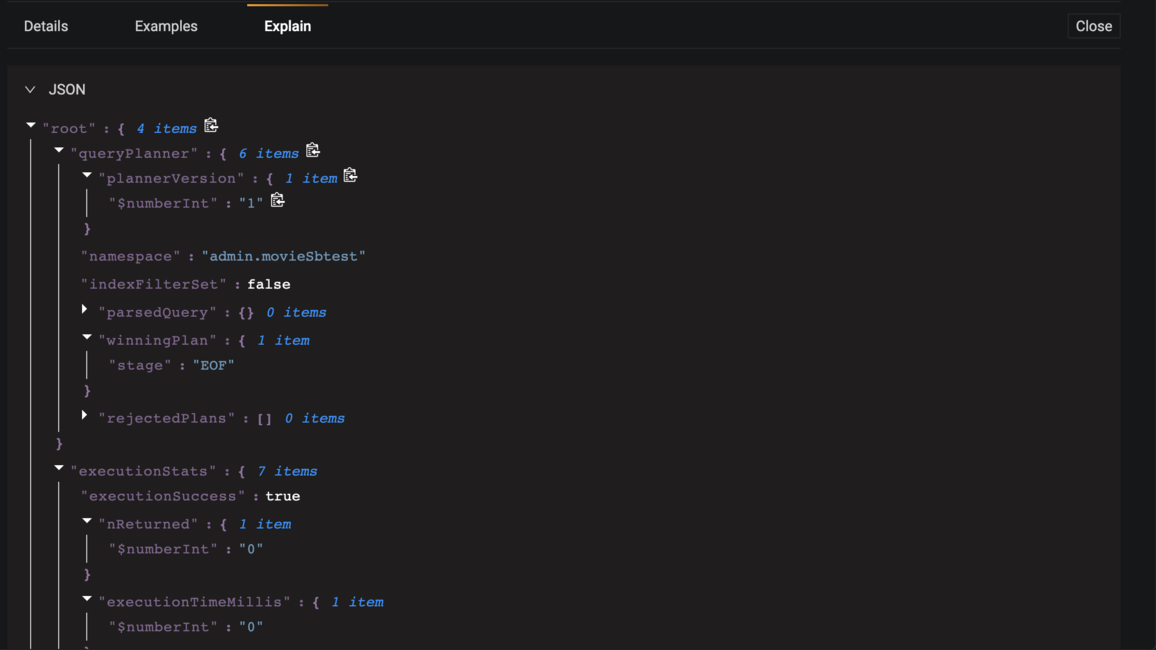 Details Examples Explain Close
JSON
"root" : { 4 items
"queryPlanner" : { 6 items
"plannerVersion" : { 1 item
"$numberInt" : "1"
}
"namespace" : "admin.movieSbtest"
"indexFilterSet" : false
"parsedQuery" : {} 0 items
"winningPlan" : { 1 item
"stage" : "EOF"
}
"rejectedPlans" : [] 0 items
}
"executionStats" : { 7 items
"executionSuccess" : true
"nReturned" : { 1 item
"$numberInt" : "0"
}
"executionTimeMillis" : { 1 item
"$numberInt" : "0"